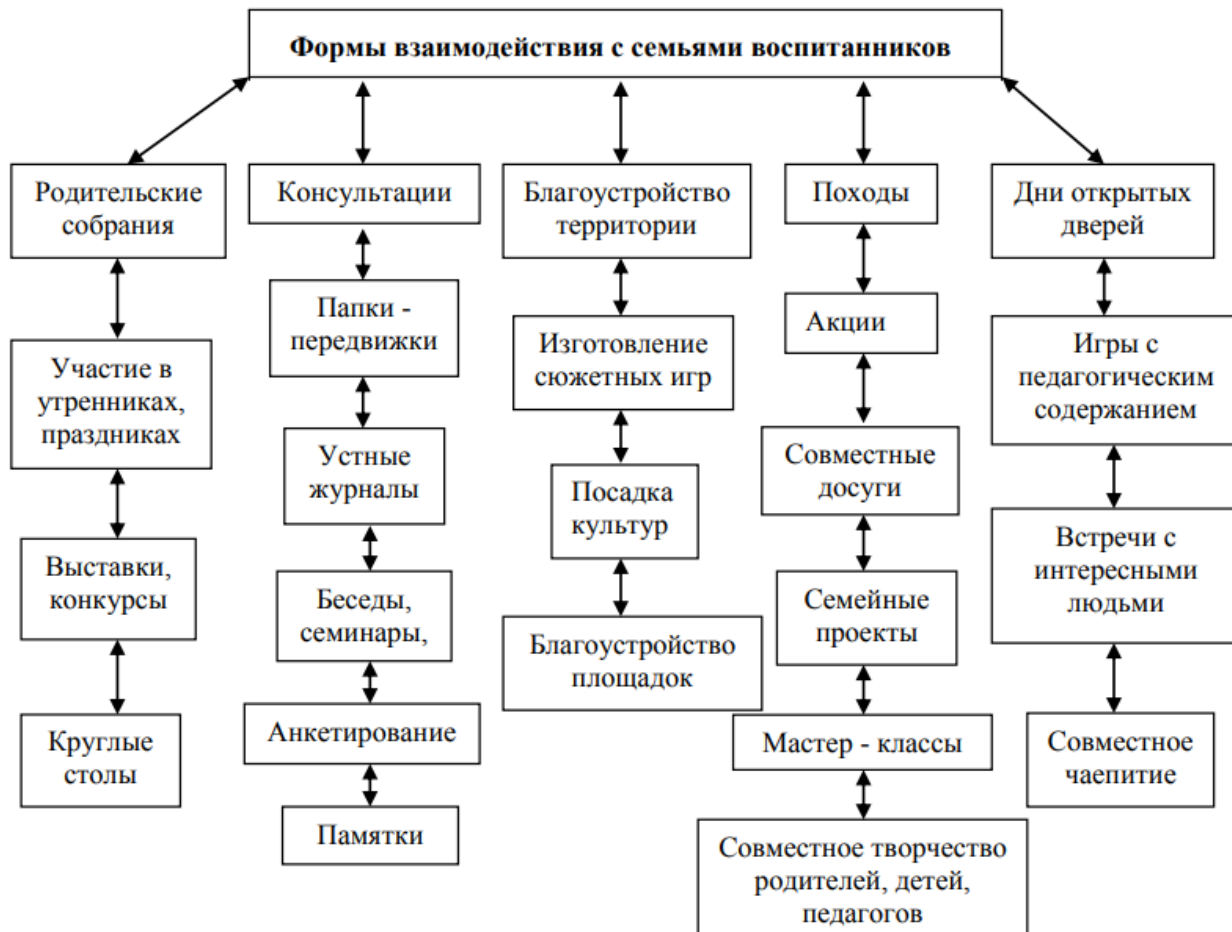 Формы взаимодействия с семьями воспитанников
Родительские
собрания
Участие в
утренниках,
праздниках
Выставки,
конкурсы
Круглые
столы
Консультации
Папки -
передвижки
Устные
журналы
Беседы,
семинары,
Анкетирование
Памятки
Благоустройство
территории
Изготовление
сюжетных игр
Посадка
культур
Благоустройство
площадок
Походы
Акции
Совместные
досуги
Семейные
проекты
Мастер - классы
Совместное творчество
родителей, детей,
педагогов
Дни открытых
дверей
Игры с
педагогическим
содержанием
Встречи с
интересными
людьми
Совместное
чаепитие